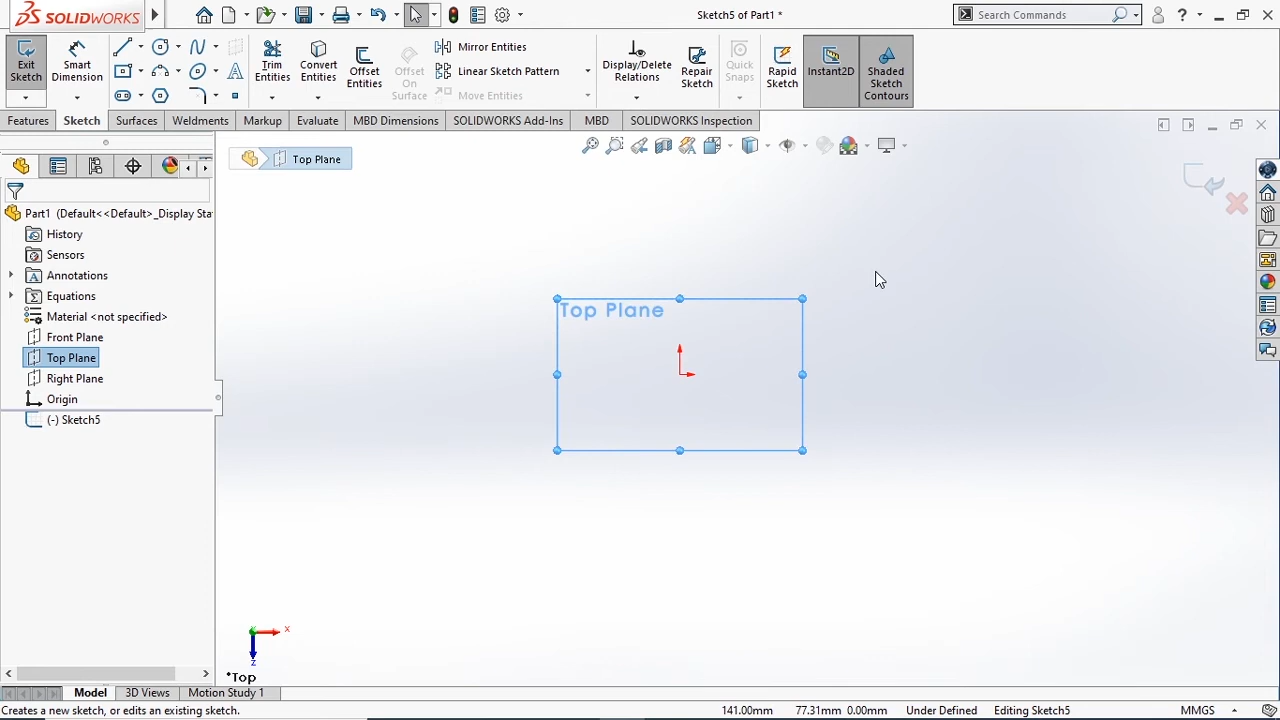 SOLIDWORKS
Sketch5 of Part1 *
Search Commands
Exit Sketch
Smart Dimension
Trim Entities
Convert Entities
Offset Entities
Offset On Surface
Mirror Entities
Linear Sketch Pattern
Move Entities
Display/Delete Relations
Repair Sketch
Quick Snaps
Rapid Sketch
Instant2D
Shaded Sketch Contours
Features
Sketch
Surfaces
Weldments
Markup
Evaluate
MBD Dimensions
SOLIDWORKS Add-Ins
MBD
SOLIDWORKS Inspection
Top Plane
Part1 (Default<<Default>_Display Sta
History
Sensors
Annotations
Equations
Material <not specified>
Front Plane
Top Plane
Right Plane
Origin
(-) Sketch5
Top Plane
X
Y
Z
*Top
Model
3D Views
Motion Study 1
Creates a new sketch, or edits an existing sketch.
141.00mm
77.31mm
0.00mm
Under Defined
Editing Sketch5
MMGS